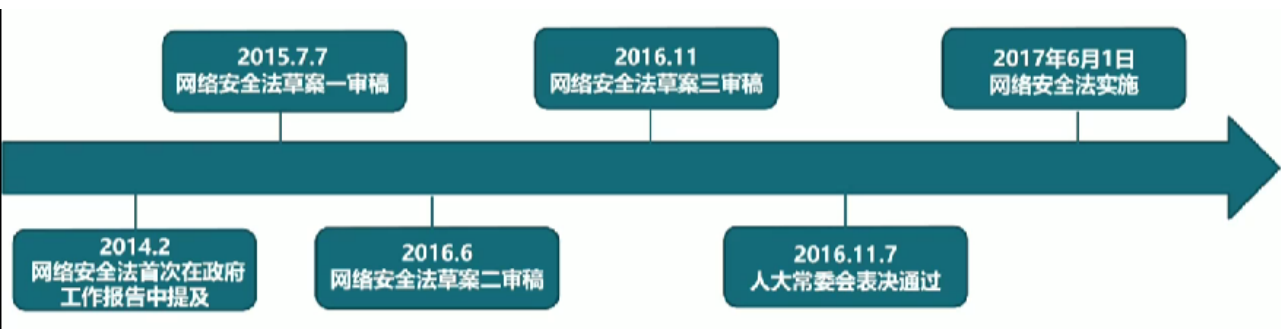 2015.7.7
网络安全法草案一审稿
2016.11
网络安全法草案三审稿
2017年6月1日
网络安全法实施
2014.2
网络安全法首次在政府
工作报告中提及
2016.6
网络安全法草案二审稿
2016.11.7
人大常委会表决通过